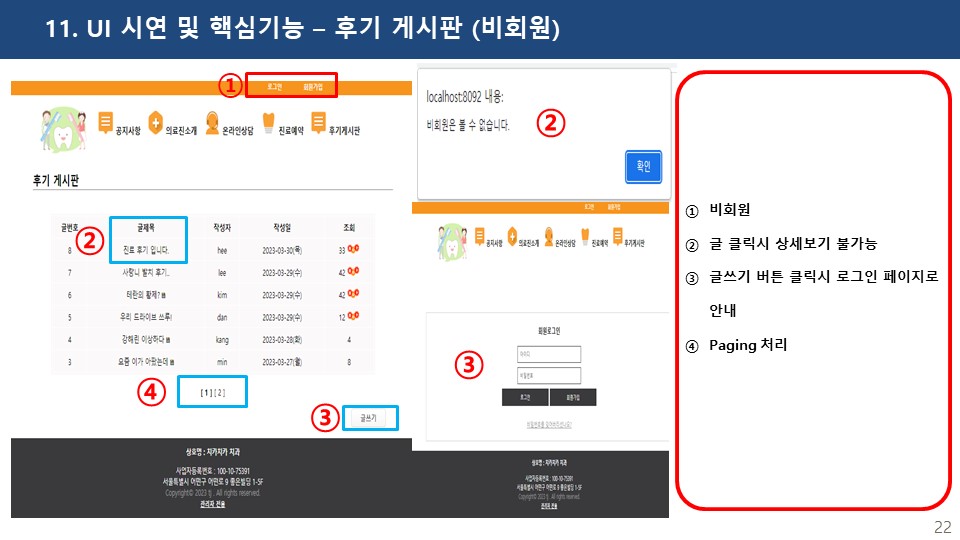 11. UI 시연 및 핵심기능 – 후기 게시판 (비회원)
① 로그인 회원가입
공지사항 의료진소개 온라인상담 진료예약 후기게시판
후기 게시판
글번호 글제목 작성자 작성일 조회
②
8 진료 후기 입니다. hee 2023-03-30(목) 33
7 사랑니 발치 후기.. lee 2023-03-29(수) 42
6 테란의 황제? kim 2023-03-29(수) 42
5 우리 드라이브 쓰루! dan 2023-03-29(수) 12
4 강해린 이상하다 kang 2023-03-28(화) 4
3 요즘 이가 아팠는데 min 2023-03-27(월) 8
④ [ 1 ] [ 2 ]
③ 글쓰기
상호명 : 치카치카 치과
사업자등록번호 : 100-10-75391
서울특별시 어떤구 어떤로 9 좋은빌딩 1-5F
Copyright© 2023 tj . All rights reserved.
관리자 전용
localhost:8092 내용:
비회원은 볼 수 없습니다.
②
확인
로그인 회원가입
공지사항 의료진소개 온라인상담 진료예약 후기게시판
회원로그인
아이디
③
비밀번호
로그인 회원가입
비밀번호를 잊어버리셨나요?
상호명 : 치카치카 치과
사업자등록번호 : 100-10-75391
서울특별시 어떤구 어떤로 9 좋은빌딩 1-5F
Copyright© 2023 tj . All rights reserved.
관리자 전용
① 비회원
② 글 클릭시 상세보기 불가능
③ 글쓰기 버튼 클릭시 로그인 페이지로
안내
④ Paging 처리
22